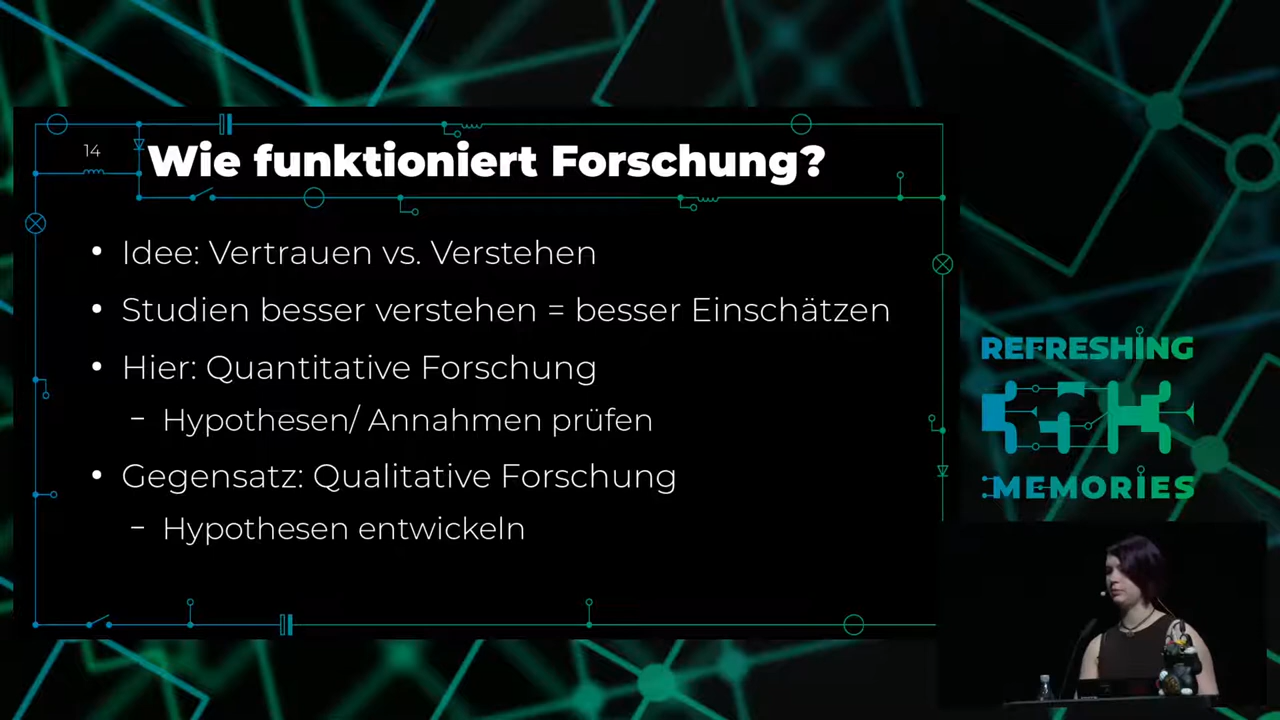 14
Wie funktioniert Forschung?
• Idee: Vertrauen vs. Verstehen
• Studien besser verstehen = besser Einschätzen
• Hier: Quantitative Forschung
– Hypothesen/ Annahmen prüfen
• Gegensatz: Qualitative Forschung
– Hypothesen entwickeln
REFRESHING
MEMORIES